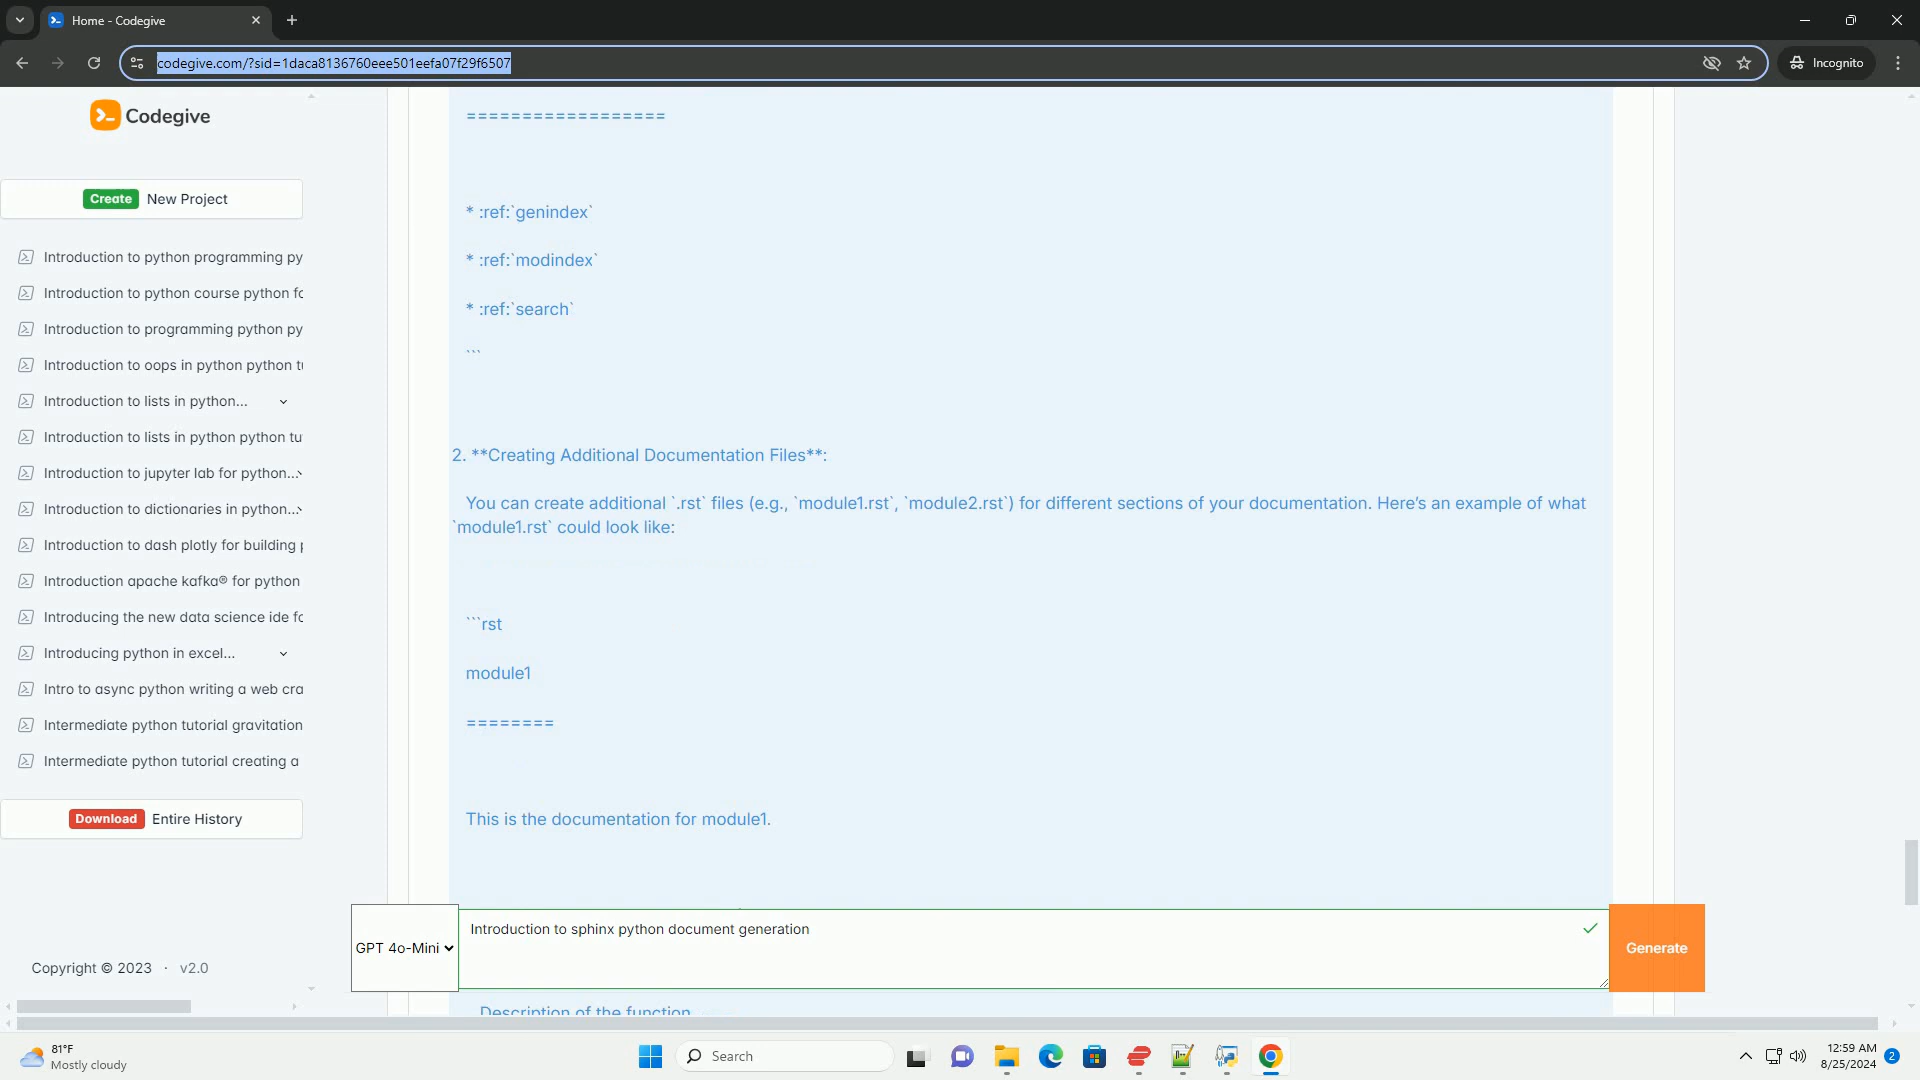 Home - Codegive
codegive.com/?sid=1daca8136760eee501eefa07f29f6507
Incognito
Codegive
Create New Project
Introduction to python programming py
Introduction to python course python fo
Introduction to programming python py
Introduction to oops in python python tu
Introduction to lists in python...
Introduction to lists in python python tu
Introduction to jupyter lab for python...
Introduction to dictionaries in python...
Introduction to dash plotly for building p
Introduction apache kafka® for python
Introducing the new data science ide fo
Introducing python in excel...
Intro to async python writing a web cra
Intermediate python tutorial gravitation
Intermediate python tutorial creating a
Download Entire History
Copyright © 2023 · v2.0
==================
* :ref:`genindex`
* :ref:`modindex`
* :ref:`search`
```
2. **Creating Additional Documentation Files**:
You can create additional `.rst` files (e.g., `module1.rst`, `module2.rst`) for different sections of your documentation. Here's an example of what
`module1.rst` could look like:
```rst
module1
========
This is the documentation for module1.
GPT 4o-Mini
Introduction to sphinx python document generation
Generate
Description of the function
81°F
Mostly cloudy
Search
12:59 AM
8/25/2024
2